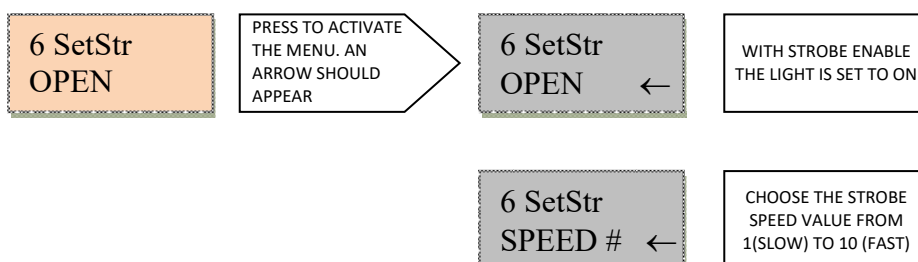 6 SetStr
OPEN
PRESS TO ACTIVATE
THE MENU. AN
ARROW SHOULD
APPEAR
6 SetStr
OPEN ←
WITH STROBE ENABLE
THE LIGHT IS SET TO ON
6 SetStr
SPEED # ←
CHOOSE THE STROBE
SPEED VALUE FROM
1(SLOW) TO 10 (FAST)